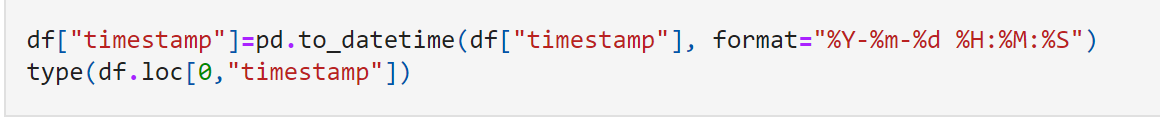 df["timestamp"]=pd.to_datetime(df["timestamp"], format="%Y-%m-%d %H:%M:%S")
type(df.loc[0,"timestamp"])